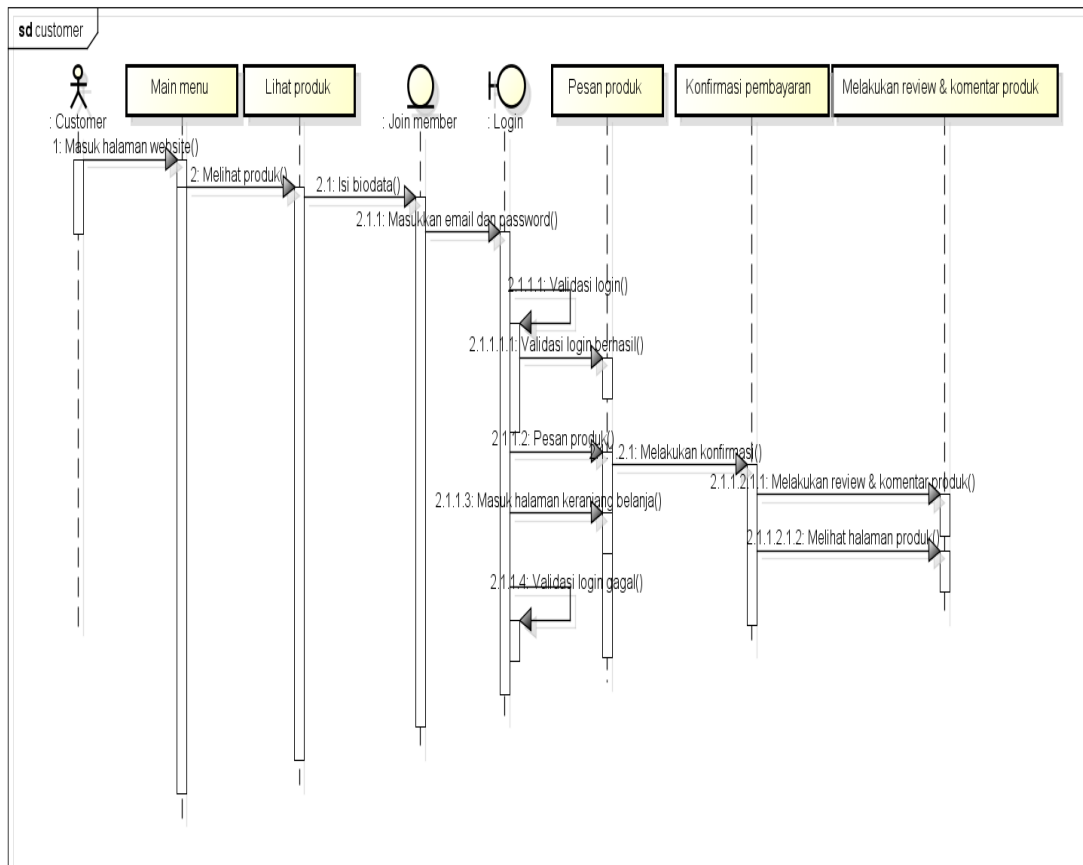 sd customer
Main menu
Lihat produk
Pesan produk
Konfirmasi pembayaran
Melakukan review & komentar produk
: Customer
: Join member
: Login
1: Masuk halaman website()
2: Melihat produk()
2.1: Isi biodata()
2.1.1: Masukkan email dan password()
2.1.1.1: Validasi login()
2.1.1.1.1: Validasi login berhasil()
2.1.1.2: Pesan produk()
.2.1: Melakukan konfirmasi()
2.1.1.2.1.1: Melakukan review & komentar produk()
2.1.1.3: Masuk halaman keranjang belanja()
2.1.1.2.1.2: Melihat halaman produk()
2.1.1.4: Validasi login gagal()